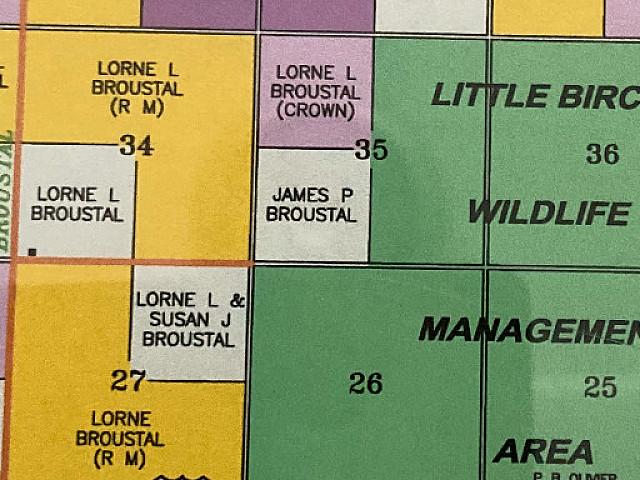 LORNE L
BROUSTAL
(R M)
LORNE L
BROUSTAL
(CROWN)
LITTLE BIRC
34
35
36
BROUSTAL
LORNE L
BROUSTAL
JAMES P
BROUSTAL
WILDLIFE
LORNE L &
SUSAN J
BROUSTAL
MANAGEMEN
27
26
25
LORNE
BROUSTAL
(R M)
AREA